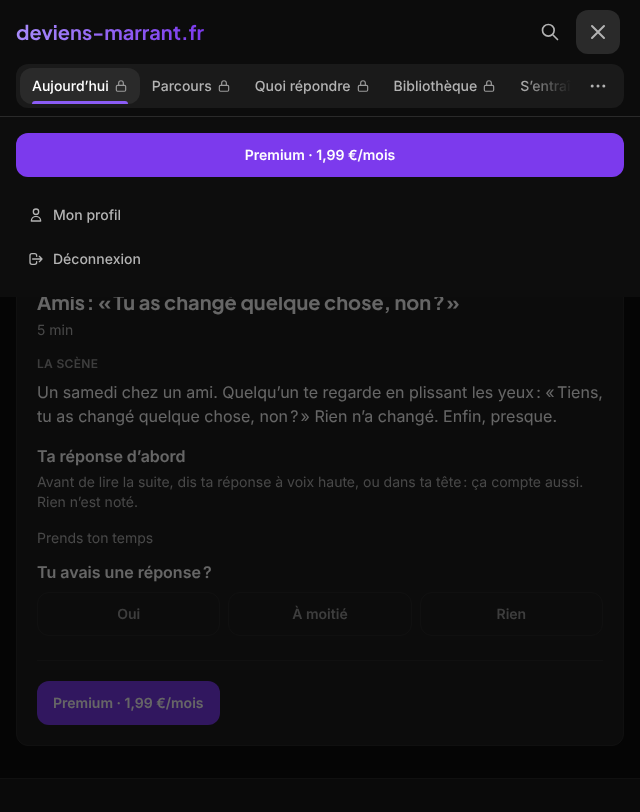 deviens-marrant.fr
Aujourd’hui
Parcours
Quoi répondre
Bibliothèque
Premium · 1,99 €/mois
Mon profil
Déconnexion
Amis : « Tu as changé quelque chose, non ? »
5 min
LA SCÈNE
Un samedi chez un ami. Quelqu’un te regarde en plissant les yeux : « Tiens,
tu as changé quelque chose, non ? » Rien n’a changé. Enfin, presque.
Ta réponse d’abord
Avant de lire la suite, dis ta réponse à voix haute, ou dans ta tête : ça compte aussi.
Rien n’est noté.
Prends ton temps
Tu avais une réponse ?
Oui
À moitié
Rien
Premium · 1,99 €/mois